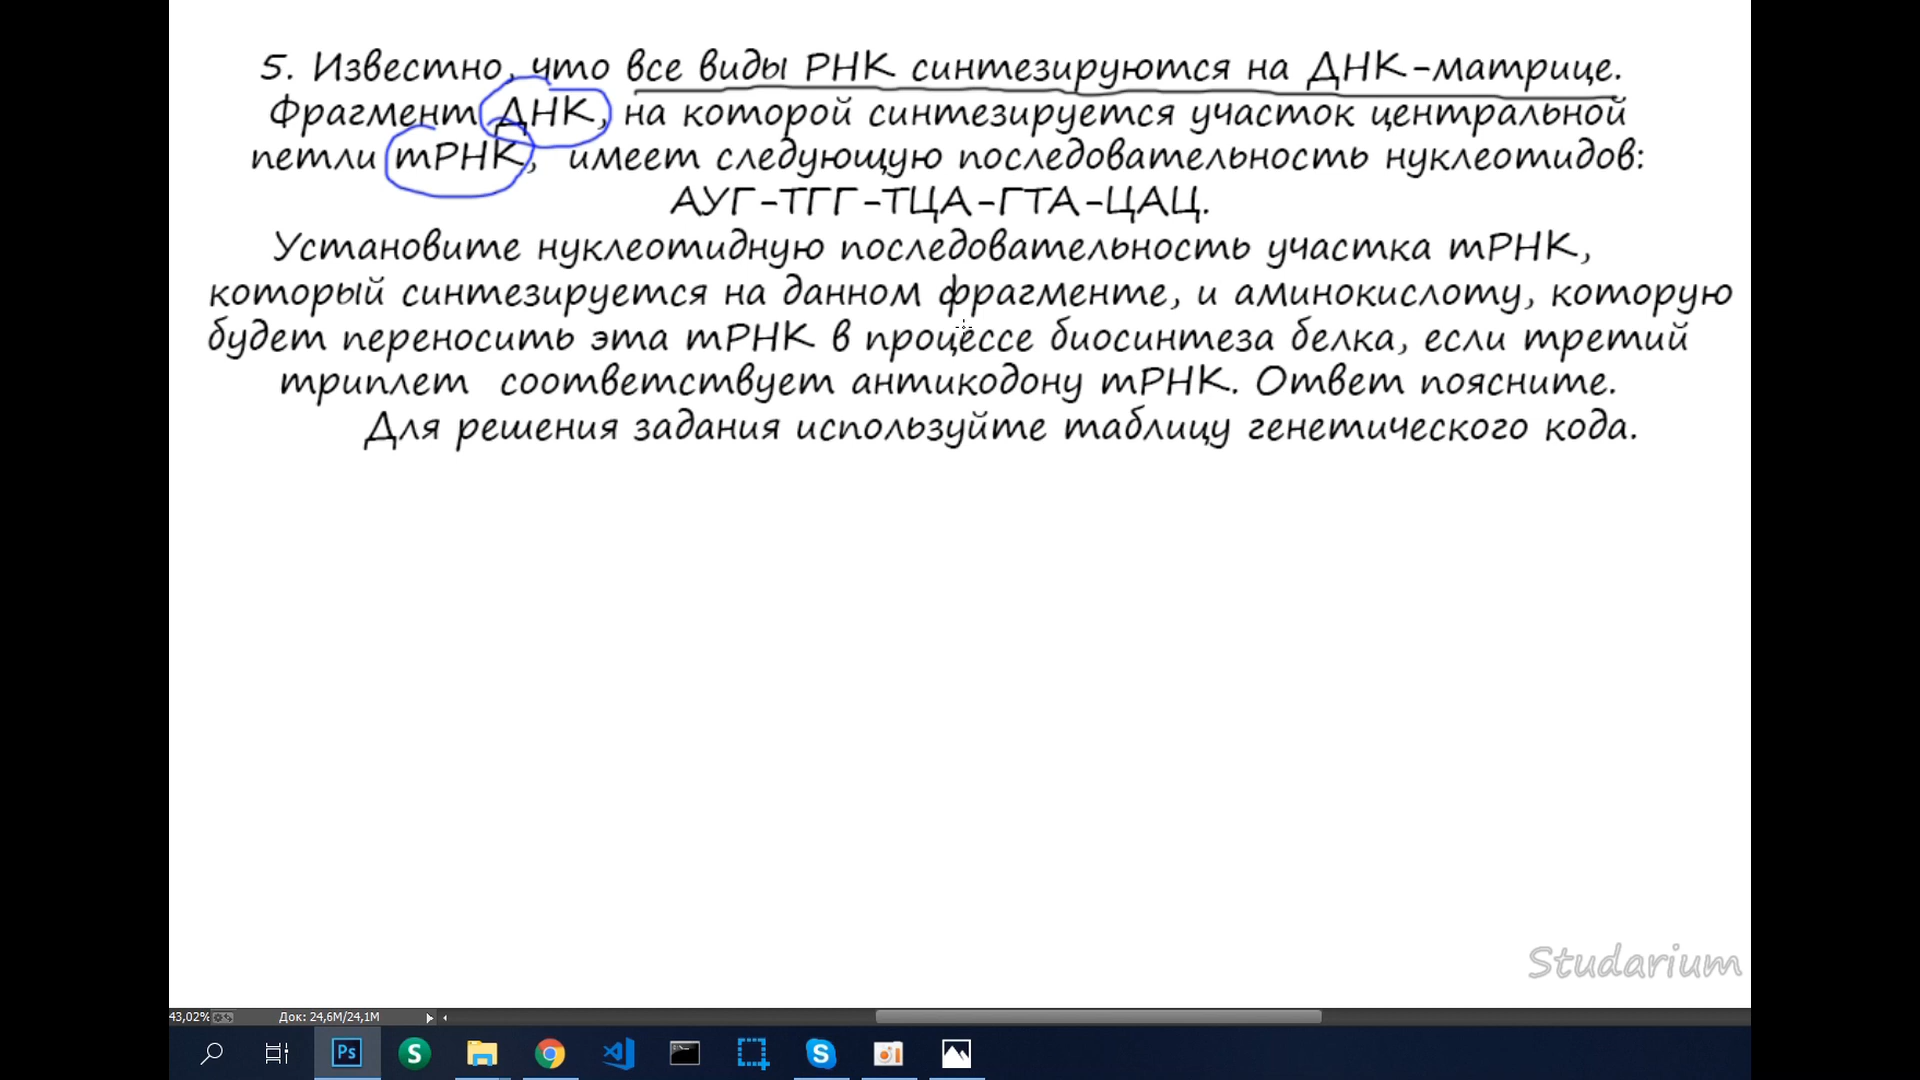 5. Известно, что все виды РНК синтезируются на ДНК-матрице.
Фрагмент ДНК, на которой синтезируется участок центральной
петли тРНК, имеет следующую последовательность нуклеотидов:
АУГ-ТГГ-ТЦА-ГТА-ЦАЦ.
Установите нуклеотидную последовательность участка тРНК,
который синтезируется на данном фрагменте, и аминокислоту, которую
будет переносить эта тРНК в процессе биосинтеза белка, если третий
триплет соответствует антикодону тРНК. Ответ поясните.
Для решения задания используйте таблицу генетического кода.
Studarium
43,02% Док: 24,6M/24,1M
Ps S S